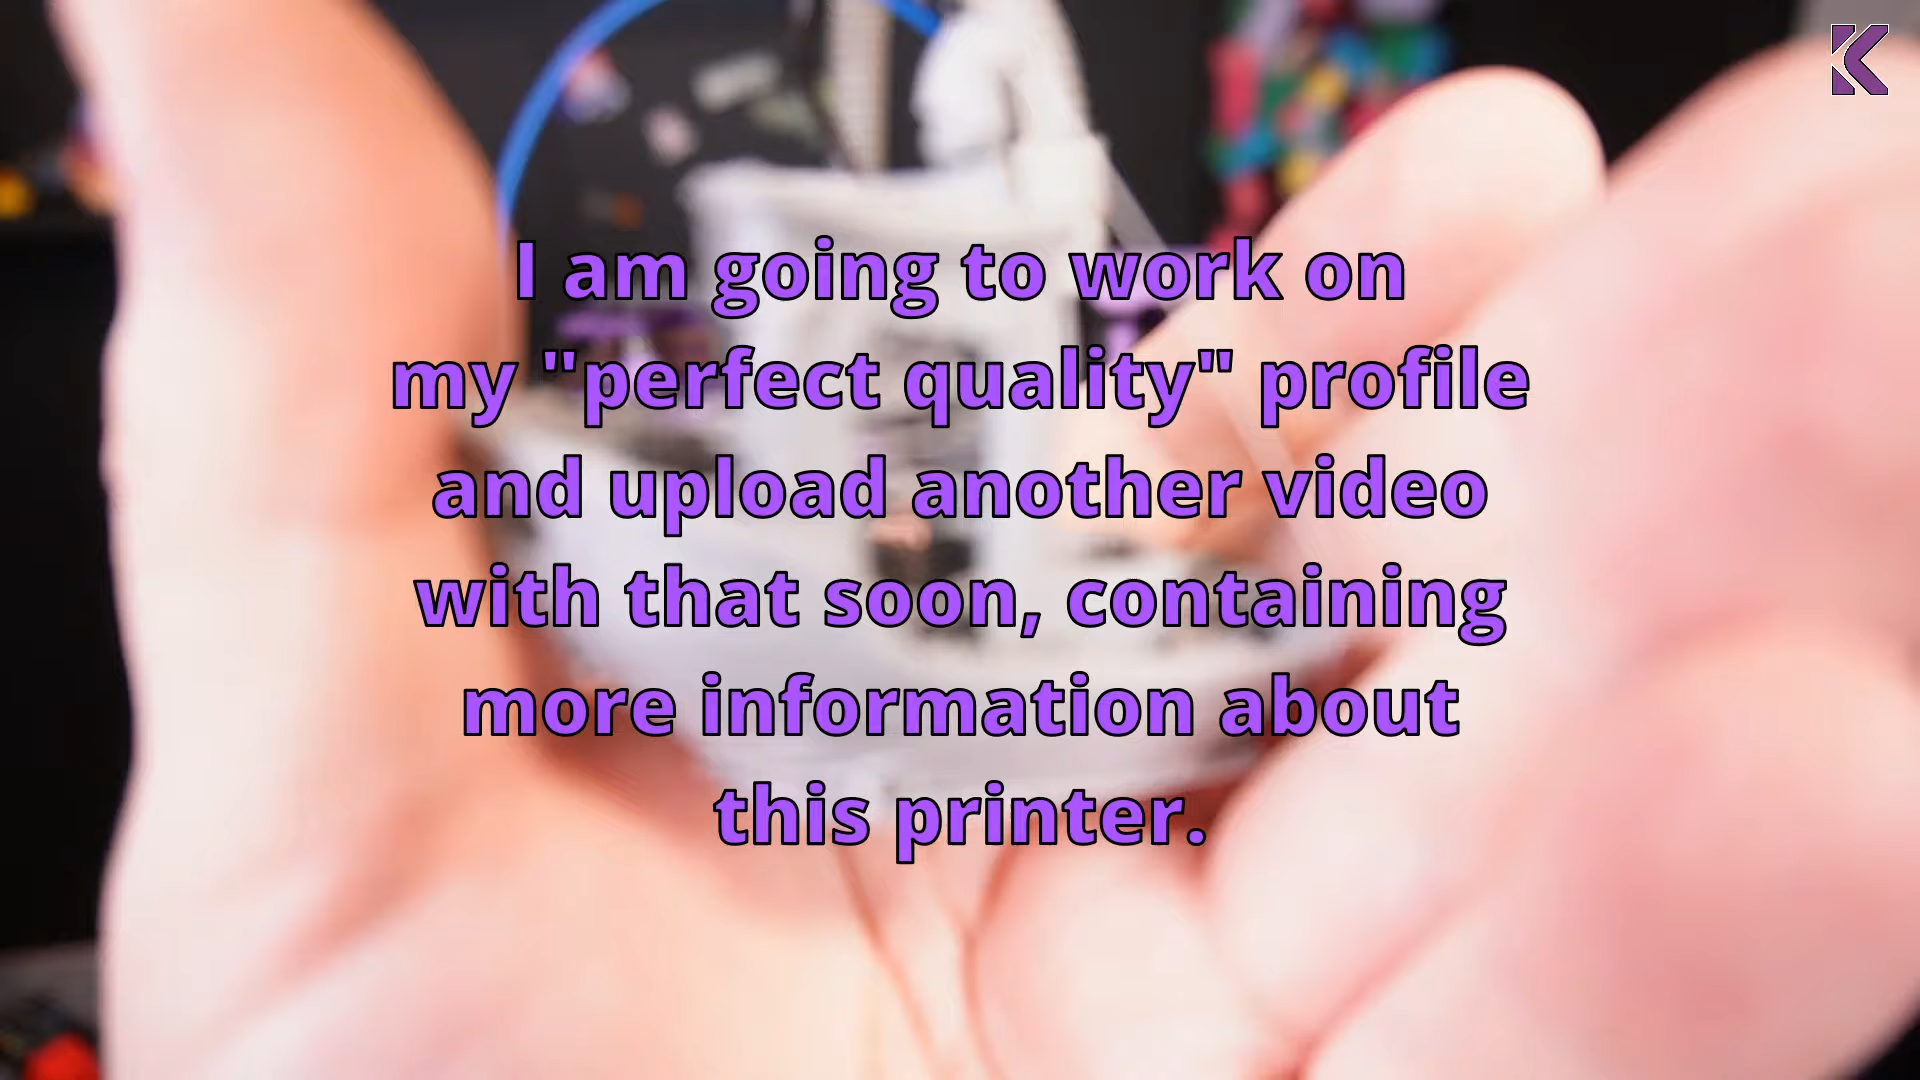 I am going to work on
my "perfect quality" profile
and upload another video
with that soon, containing
more information about
this printer.